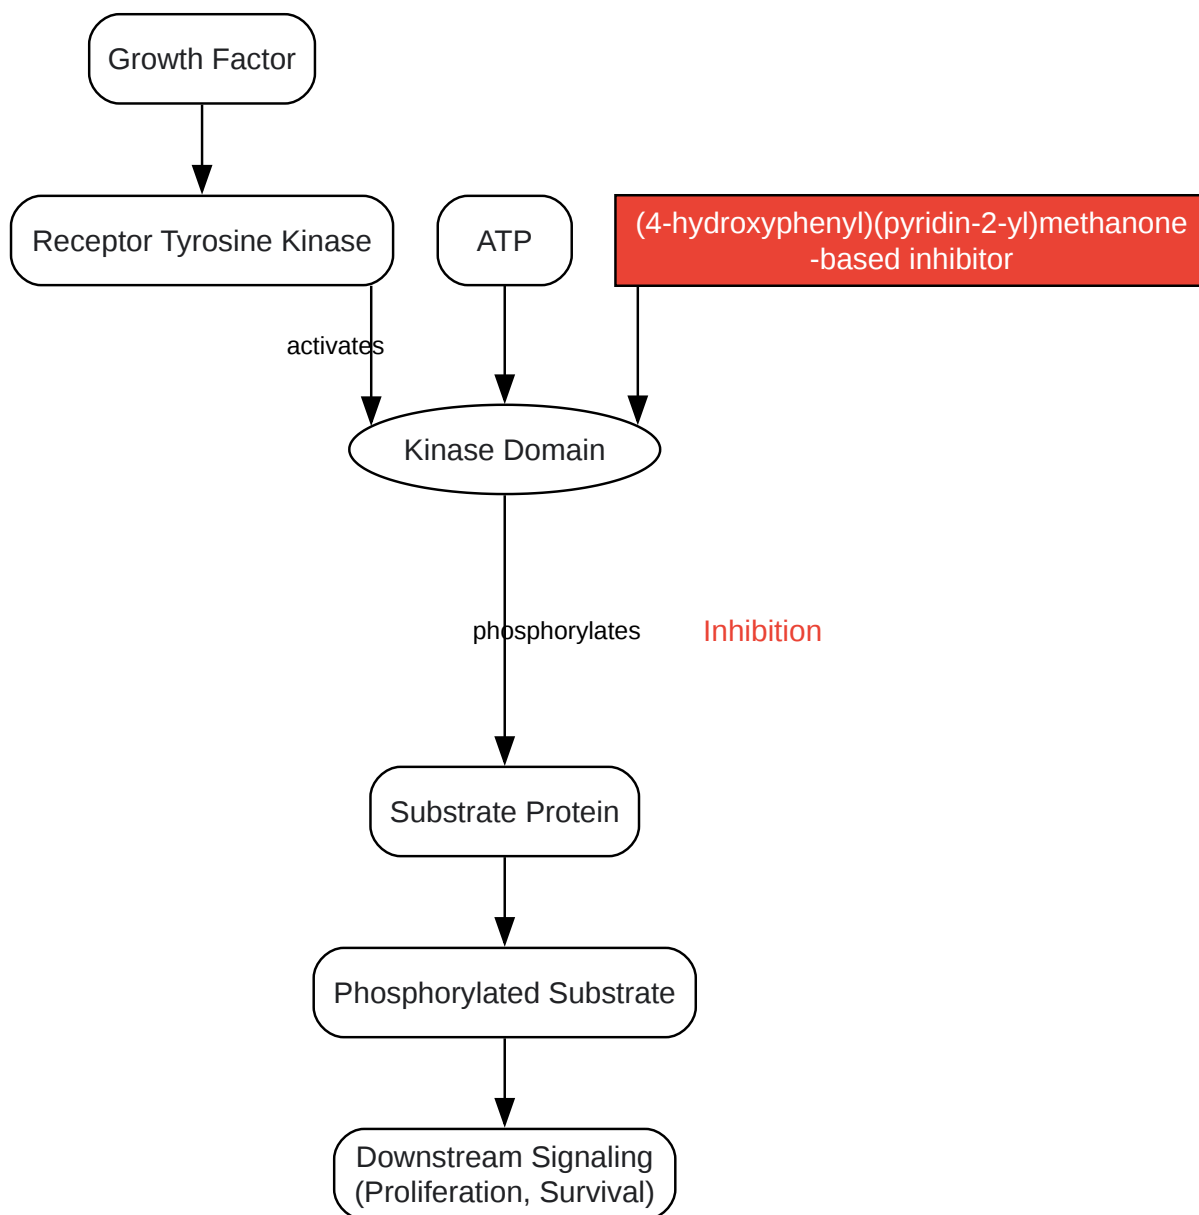 Growth Factor
Receptor Tyrosine Kinase
ATP
(4-hydroxyphenyl)(pyridin-2-yl)methanone
-based inhibitor
activates
Kinase Domain
phosphorylates
Inhibition
Substrate Protein
Phosphorylated Substrate
Downstream Signaling
(Proliferation, Survival)